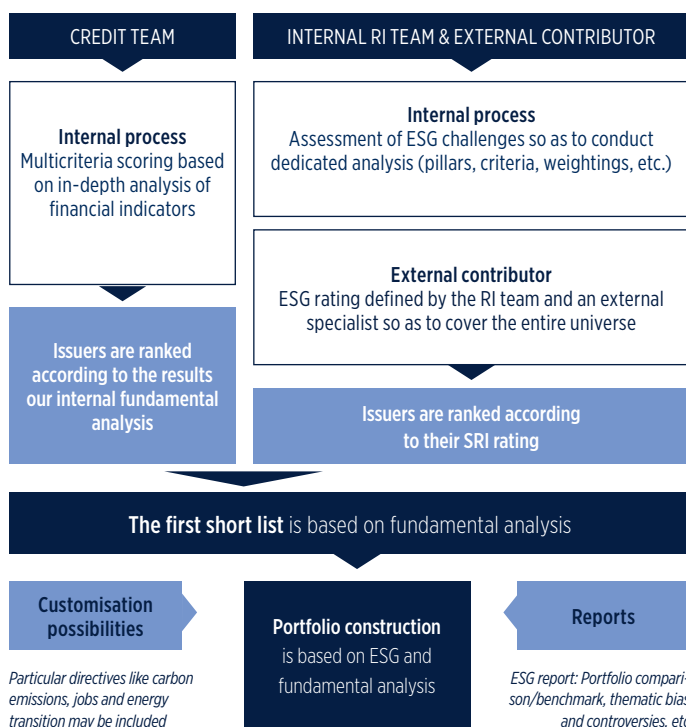 CREDIT TEAM
Internal process
Multicriteria scoring based
on in-depth analysis of
financial indicators
Issuers are ranked
according to the results
our internal fundamental
analysis
INTERNAL RI TEAM & EXTERNAL CONTRIBUTOR
Internal process
Assessment of ESG challenges so as to conduct
dedicated analysis (pillars, criteria, weightings, etc.)
External contributor
ESG rating defined by the RI team and an external
specialist so as to cover the entire universe
Issuers are ranked according
to their SRI rating
The first short list is based on fundamental analysis
Customisation
possibilities
Particular directives like carbon
emissions, jobs and energy
transition may be included
Portfolio construction
is based on ESG and
fundamental analysis
Reports
ESG report: Portfolio compari-
son/benchmark, thematic bias
and controversies, etc